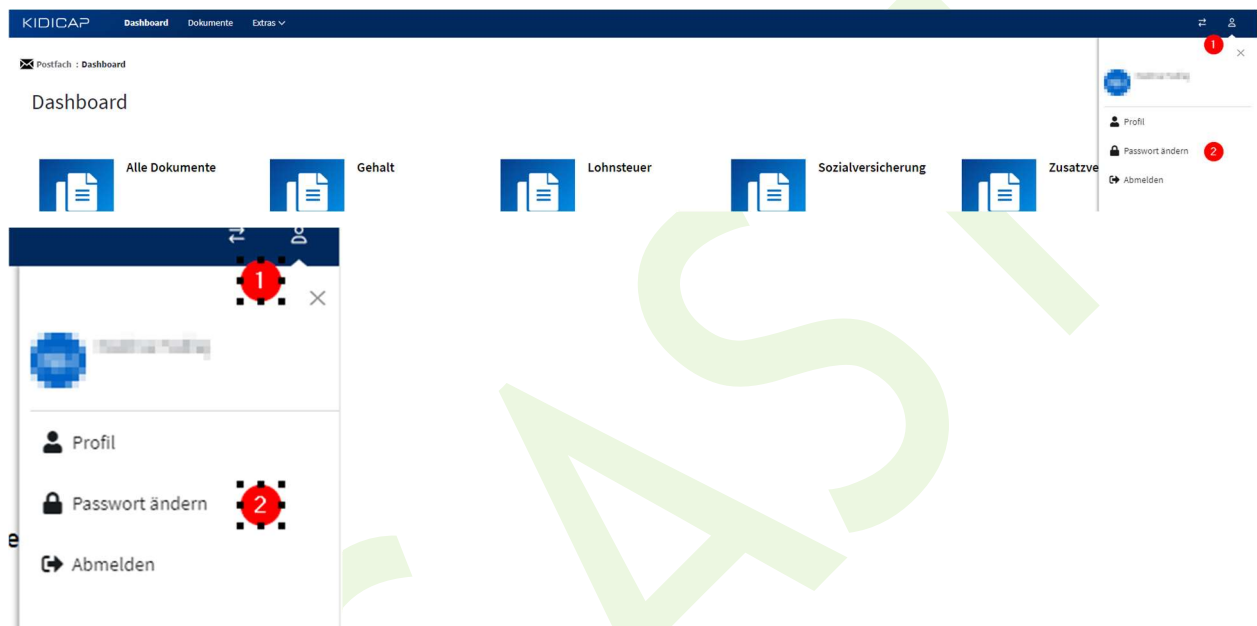 KIDICAP Dashboard Dokumente Extras
1
Postfach : Dashboard
Dashboard
Profil
Passwort ändern 2
Abmelden
Alle Dokumente Gehalt Lohnsteuer Sozialversicherung Zusatzve
1
Profil
Passwort ändern 2
e
Abmelden